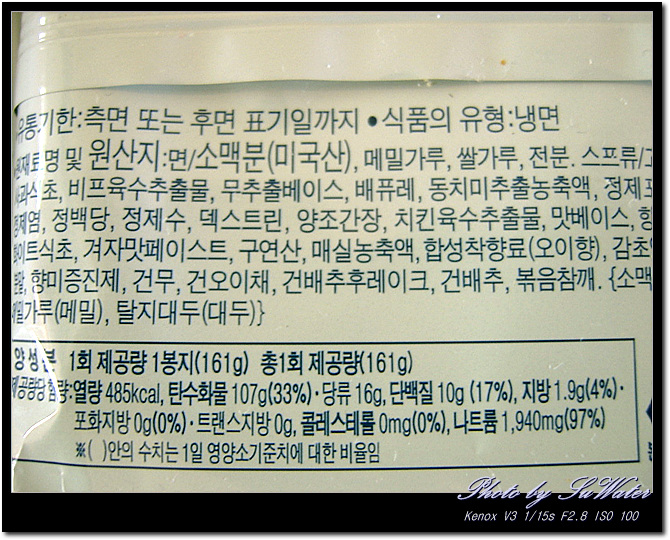 유통기한:측면 또는 후면 표기일까지 • 식품의 유형:냉면
명 및 원산지:면/소맥분(미국산), 메밀가루, 쌀가루, 전분. 스프류/
비프육수추출물, 무추출베이스, 배퓨레, 동치미추출농축액,
정제염, 정백당, 정제수, 덱스트린, 양조간장, 치킨육수추출물, 맛베이스,
겨자맛페이스트, 구연산, 매실농축액, 합성착향료(오이향),
향미증진제, 건무, 건오이채, 건배추후레이크, 건배추, 볶음참깨. {소맥
(메밀), 탈지대두(대두)}
양 성 분 1회 제공량 1봉지(161g) 총1회 제공량(161g)
제공량당함량:열량 485kcal, 탄수화물 107g(33%)·당류 16g, 단백질 10g (17%), 지방 1.9g(4%)·
포화지방 0g(0%)·트랜스지방 0g, 콜레스테롤 0mg(0%), 나트륨 1,940mg(97%)
※( )안의 수치는 1일 영양소기준치에 대한 비율임
Photo by SuWater
Kenox V3 1/15s F2.8 ISO 100